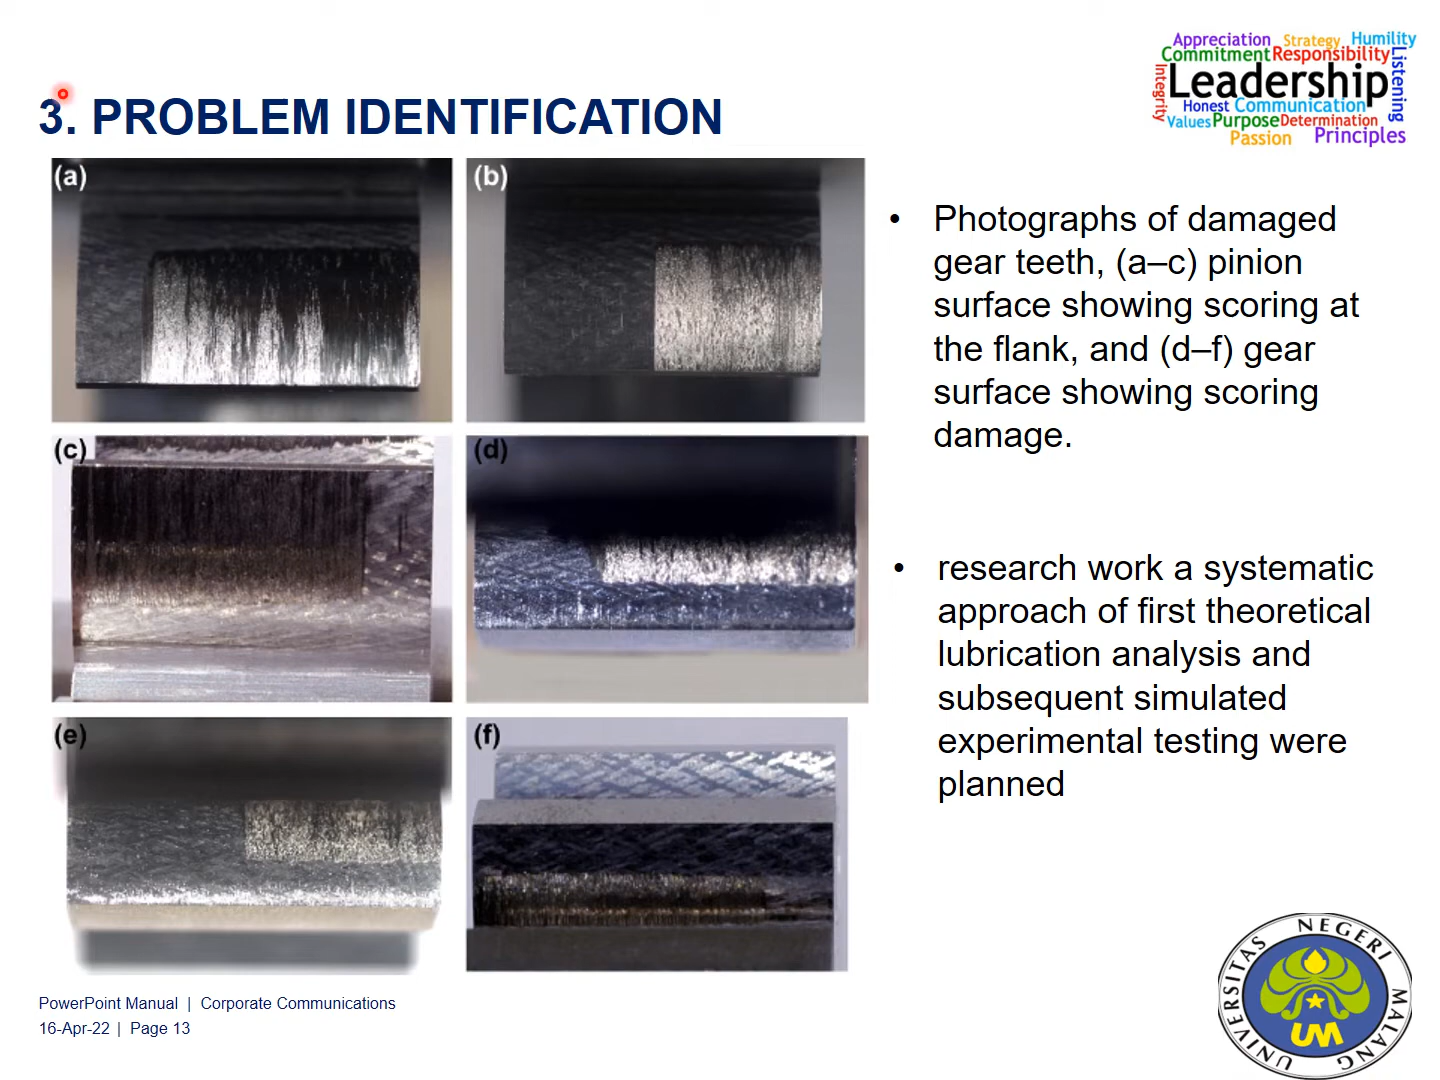 Appreciation Strategy Humility
Commitment Responsibility
Integrity
Leadership
Listening
Honest Communication
Values Purpose Determination
Passion Principles
3. PROBLEM IDENTIFICATION
(a)
(b)
(c)
(d)
(e)
(f)
• Photographs of damaged
gear teeth, (a–c) pinion
surface showing scoring at
the flank, and (d–f) gear
surface showing scoring
damage.
• research work a systematic
approach of first theoretical
lubrication analysis and
subsequent simulated
experimental testing were
planned
PowerPoint Manual | Corporate Communications
16-Apr-22 | Page 13
UNIVERSITAS NEGERI MALANG
UM